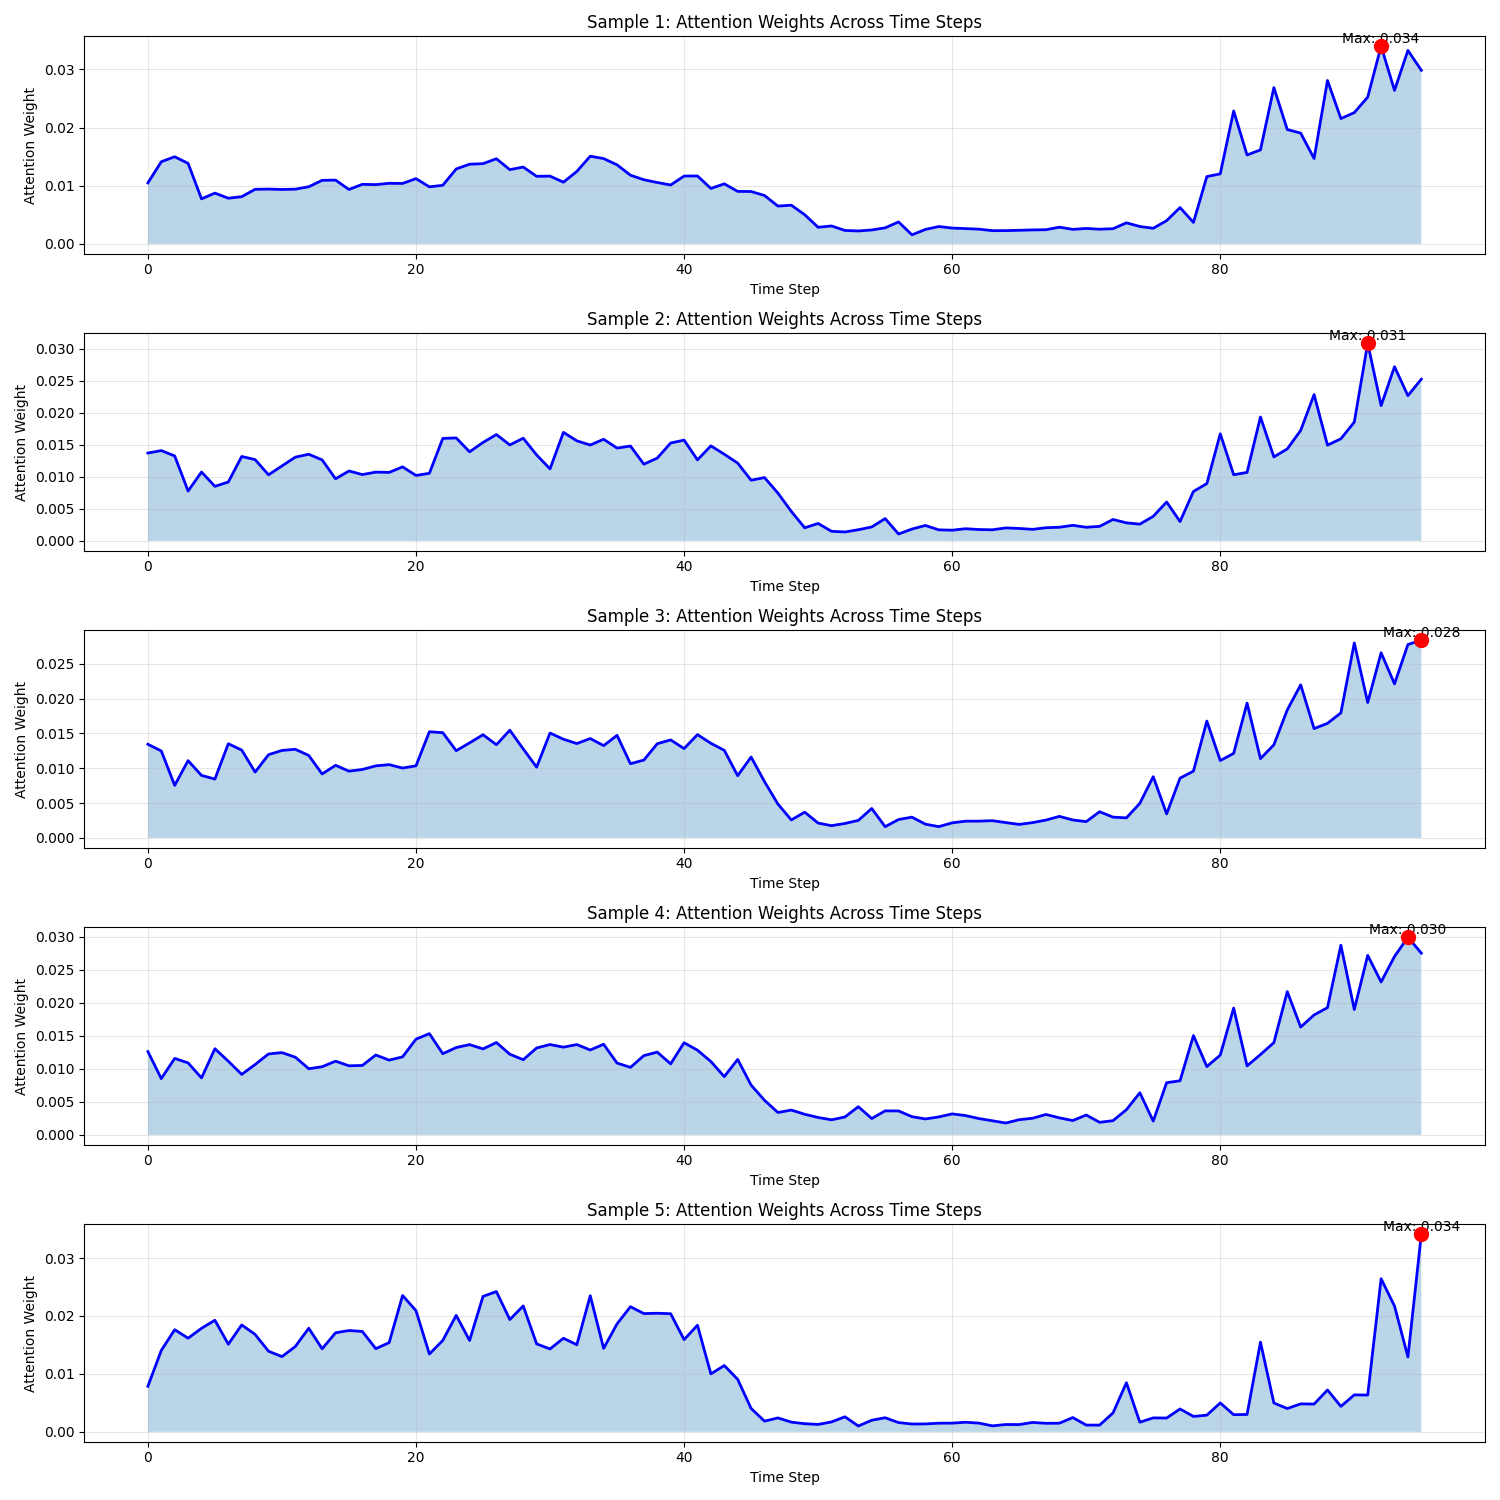 Sample 1: Attention Weights Across Time Steps
Max: 0.034
Attention Weight
0.03
0.02
0.01
0.00
0 20 40 60 80
Time Step
Sample 2: Attention Weights Across Time Steps
Max: 0.031
Attention Weight
0.030
0.025
0.020
0.015
0.010
0.005
0.000
0 20 40 60 80
Time Step
Sample 3: Attention Weights Across Time Steps
Max: 0.028
Attention Weight
0.025
0.020
0.015
0.010
0.005
0.000
0 20 40 60 80
Time Step
Sample 4: Attention Weights Across Time Steps
Max: 0.030
Attention Weight
0.030
0.025
0.020
0.015
0.010
0.005
0.000
0 20 40 60 80
Time Step
Sample 5: Attention Weights Across Time Steps
Max: 0.034
Attention Weight
0.03
0.02
0.01
0.00
0 20 40 60 80
Time Step